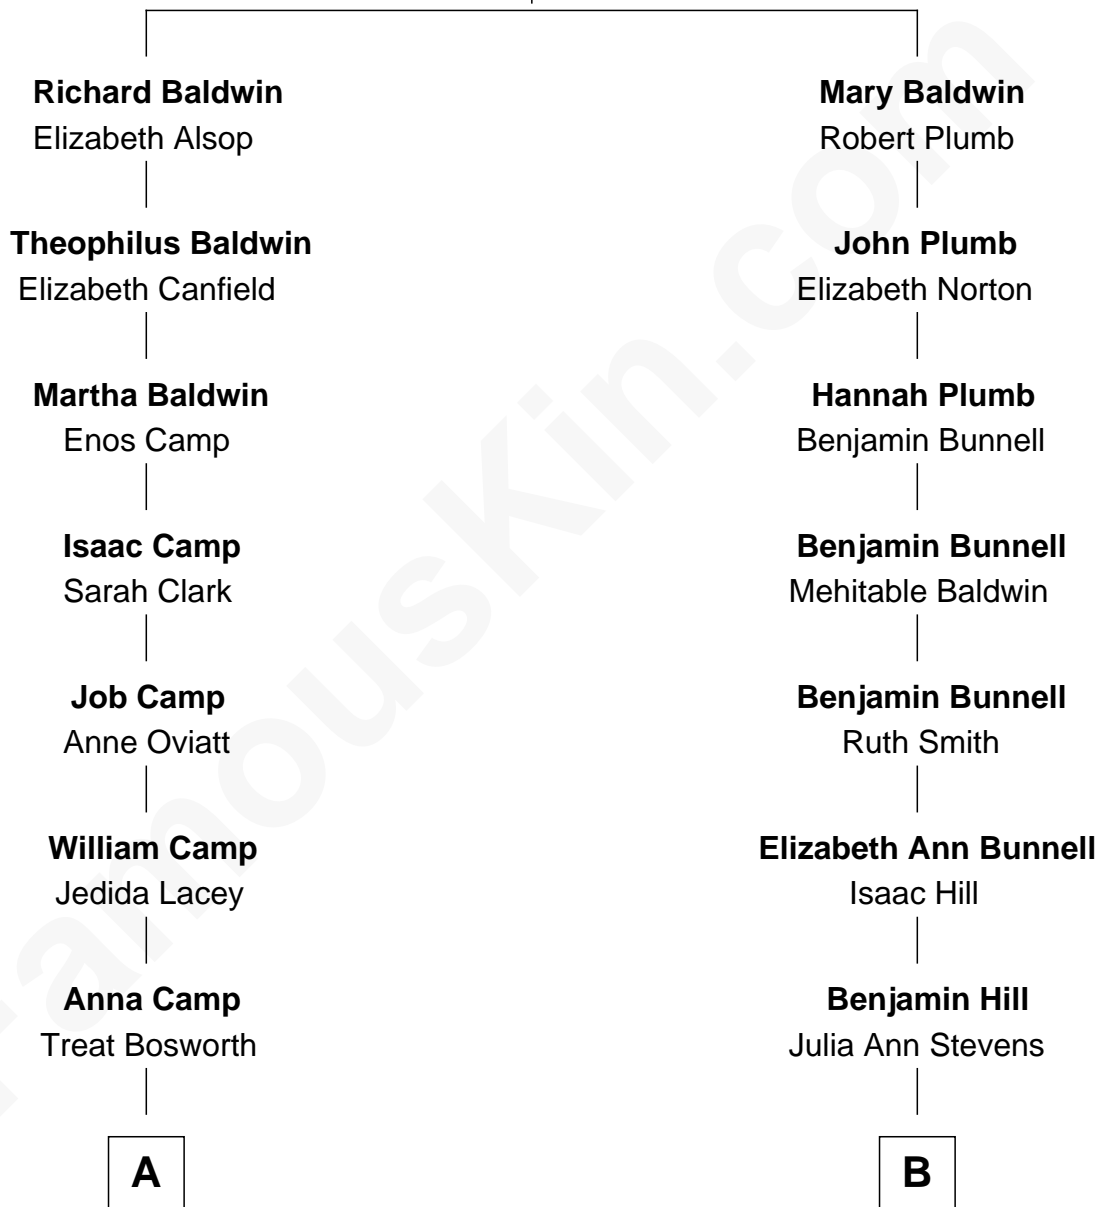 Richard Baldwin
Elizabeth Alsop
Theophilus Baldwin
Elizabeth Canfield
Martha Baldwin
Enos Camp
Isaac Camp
Sarah Clark
Job Camp
Anne Oviatt
William Camp
Jedida Lacey
Anna Camp
Treat Bosworth
A
Mary Baldwin
Robert Plumb
John Plumb
Elizabeth Norton
Hannah Plumb
Benjamin Bunnell
Benjamin Bunnell
Mehitable Baldwin
Benjamin Bunnell
Ruth Smith
Elizabeth Ann Bunnell
Isaac Hill
Benjamin Hill
Julia Ann Stevens
B
FamousKin.com